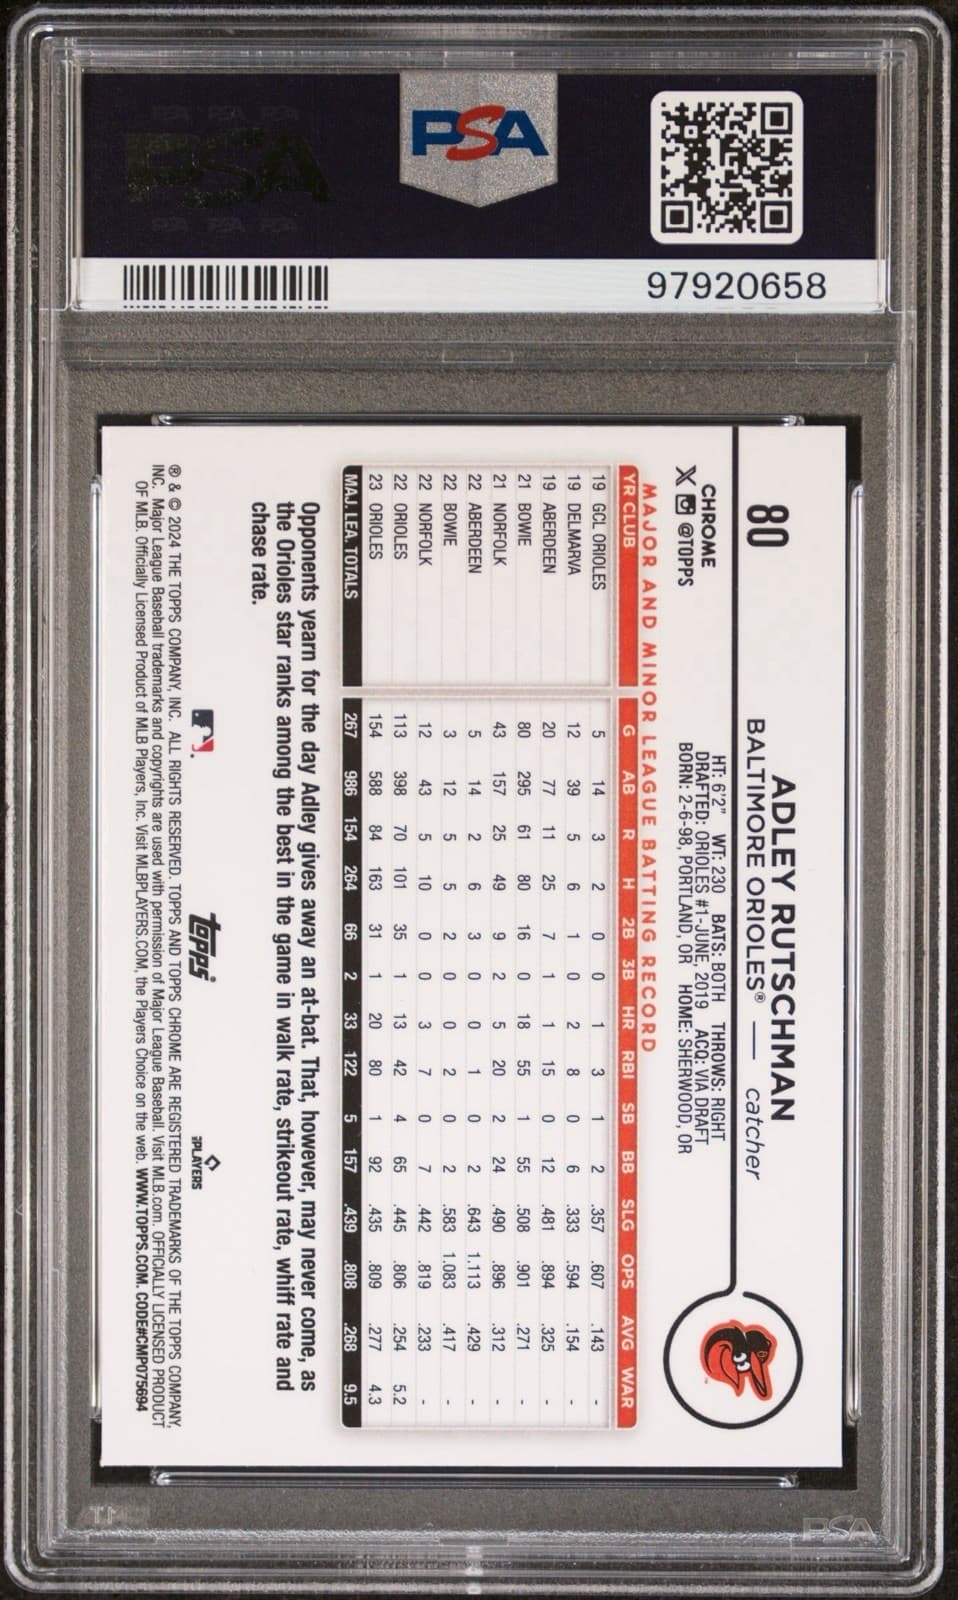 PSA PSA PSA
PSA
PSA PSA PSA
PSA
97920658
80
ADLEY RUTSCHMAN
BALTIMORE ORIOLES® — catcher
CHROME
X @TOPPS
HT: 6'2" WT: 230 BATS: BOTH THROWS: RIGHT
DRAFTED: ORIOLES #1-JUNE, 2019 ACQ: VIA DRAFT
BORN: 2-6-98, PORTLAND, OR HOME: SHERWOOD, OR
MAJOR AND MINOR LEAGUE BATTING RECORD
YR CLUB G AB R H 2B 3B HR RBI SB BB SLG OPS AVG WAR
19 GCL ORIOLES 5 14 3 2 0 0 1 3 1 2 .357 .607 .143 -
19 DELMARVA 12 39 5 6 1 0 2 8 0 6 .333 .594 .154 -
19 ABERDEEN 20 77 11 25 7 1 1 15 0 12 .481 .894 .325 -
21 BOWIE 80 295 61 80 16 0 18 55 1 55 .508 .901 .271 -
21 NORFOLK 43 157 25 49 9 2 5 20 2 24 .490 .896 .312 -
22 ABERDEEN 5 14 2 6 3 0 0 1 0 2 .643 1.113 .429 -
22 BOWIE 3 12 5 5 2 0 0 2 0 2 .583 1.083 .417 -
22 NORFOLK 12 43 5 10 0 0 3 7 0 7 .442 .819 .233 -
22 ORIOLES 113 398 70 101 35 1 13 42 4 65 .445 .806 .254 5.2
23 ORIOLES 154 588 84 163 31 1 20 80 1 92 .435 .809 .277 4.3
MAJ. LEA. TOTALS 267 986 154 264 66 2 33 122 5 157 .439 .808 .268 9.5
Opponents yearn for the day Adley gives away an at-bat. That, however, may never come, as
the Orioles star ranks among the best in the game in walk rate, strikeout rate, whiff rate and
chase rate.
topps
PLAYERS
® & © 2024 THE TOPPS COMPANY, INC. ALL RIGHTS RESERVED. TOPPS AND TOPPS CHROME ARE REGISTERED TRADEMARKS OF THE TOPPS COMPANY,
INC. Major League Baseball trademarks and copyrights are used with permission of Major League Baseball. Visit MLB.com. OFFICIALLY LICENSED PRODUCT
OF MLB. Officially Licensed Product of MLB Players, Inc. Visit MLBPLAYERS.COM, the Players Choice on the web. WWW.TOPPS.COM. CODE#CMP075694
PSA